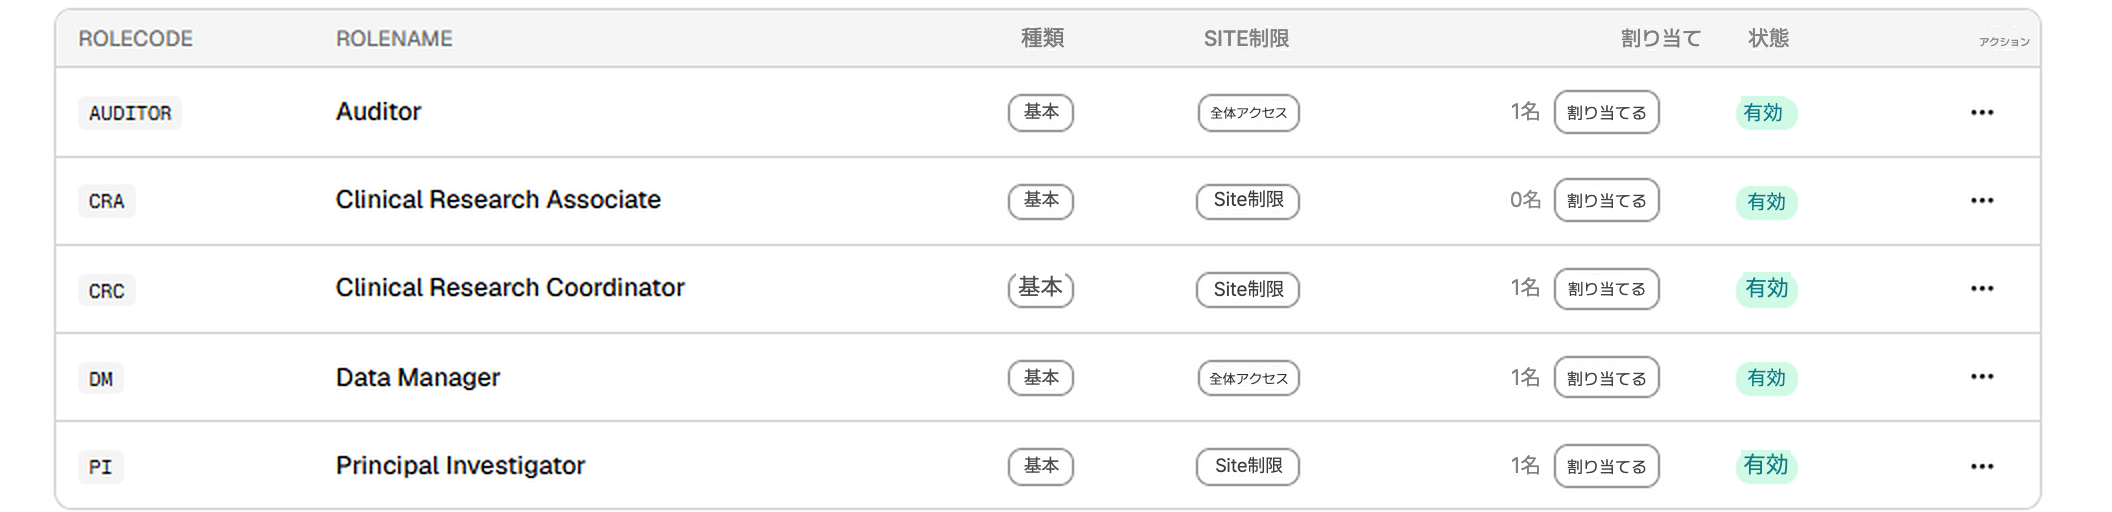 ROLECODE ROLENAME 種類 SITE制限 割り当て 状態 アクション
AUDITOR Auditor 基本 全体アクセス 1名 割り当てる 有効
CRA Clinical Research Associate 基本 Site制限 0名 割り当てる 有効
CRC Clinical Research Coordinator 基本 Site制限 1名 割り当てる 有効
DM Data Manager 基本 全体アクセス 1名 割り当てる 有効
PI Principal Investigator 基本 Site制限 1名 割り当てる 有効